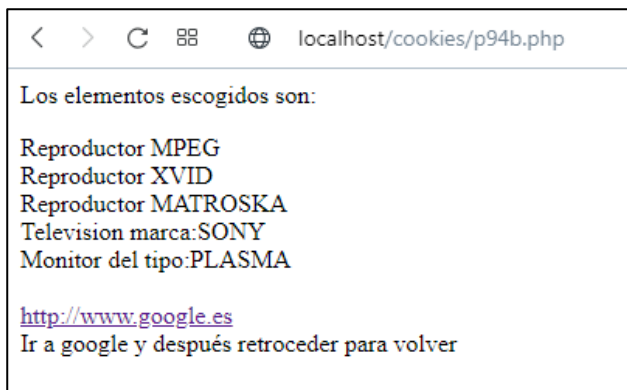 localhost/cookies/p94b.php
Los elementos escogidos son:
Reproductor MPEG
Reproductor XVID
Reproductor MATROSKA
Television marca:SONY
Monitor del tipo:PLASMA
http://www.google.es
Ir a google y después retroceder para volver